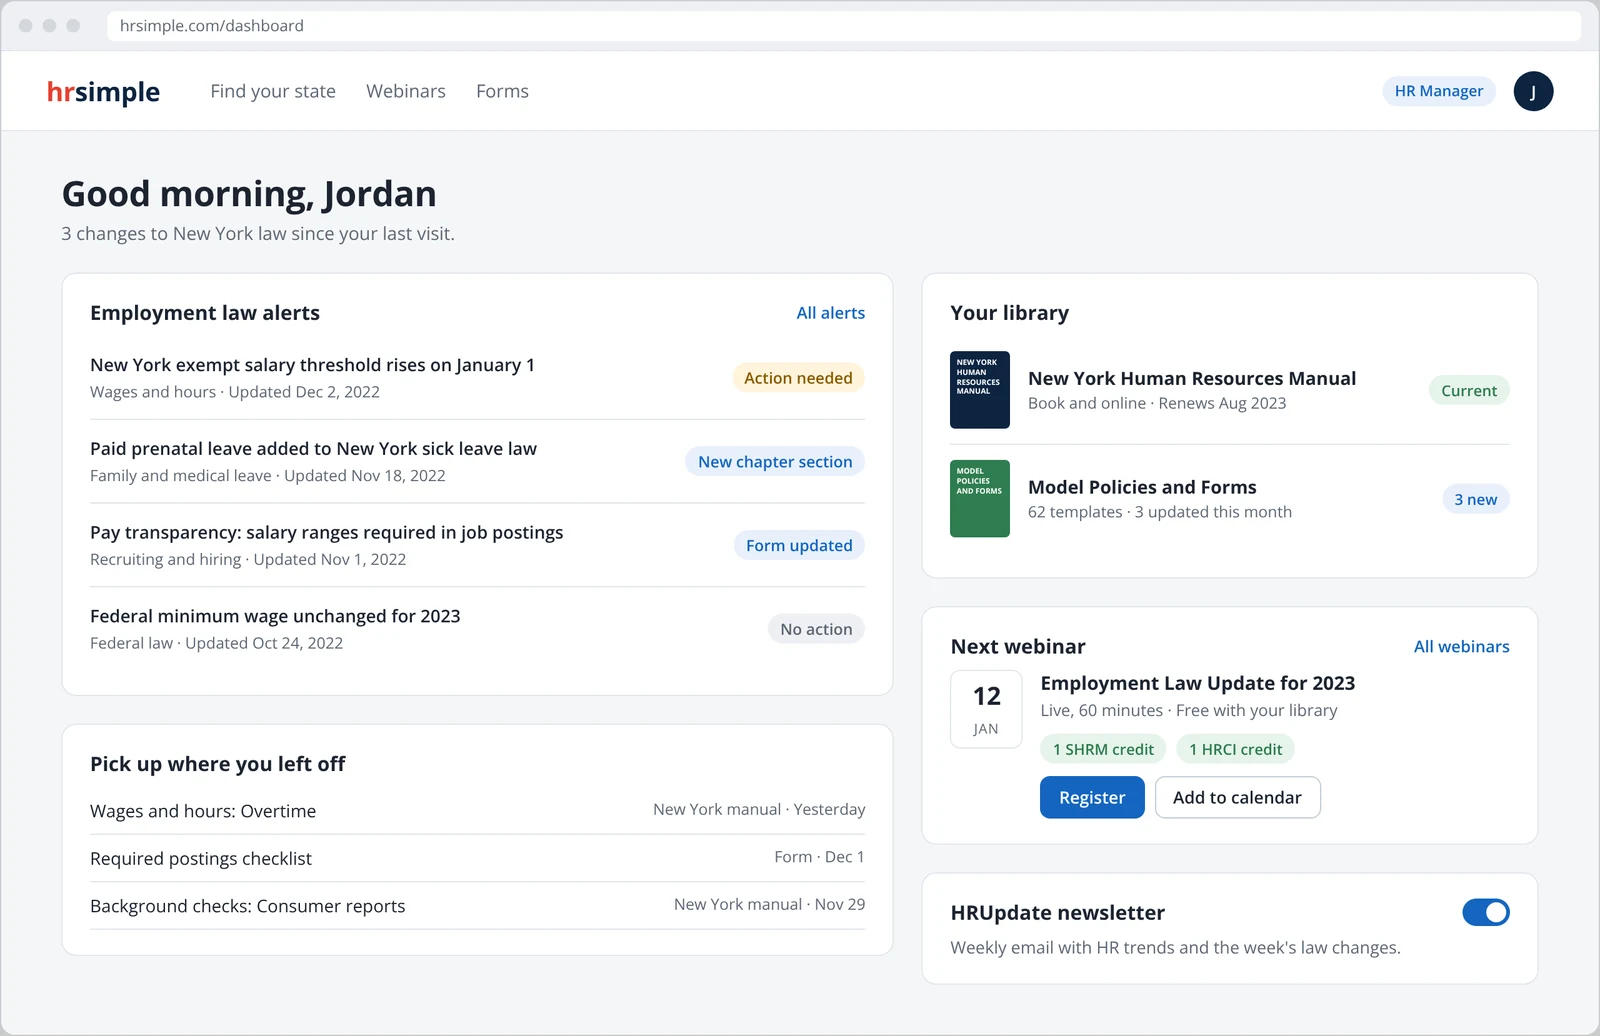 hrsimple.com/dashboard
hrsimple
Find your state
Webinars
Forms
HR Manager
J
Good morning, Jordan
3 changes to New York law since your last visit.
Employment law alerts
All alerts
New York exempt salary threshold rises on January 1
Wages and hours · Updated Dec 2, 2022
Action needed
Paid prenatal leave added to New York sick leave law
Family and medical leave · Updated Nov 18, 2022
New chapter section
Pay transparency: salary ranges required in job postings
Recruiting and hiring · Updated Nov 1, 2022
Form updated
Federal minimum wage unchanged for 2023
Federal law · Updated Oct 24, 2022
No action
Pick up where you left off
Wages and hours: Overtime
New York manual · Yesterday
Required postings checklist
Form · Dec 1
Background checks: Consumer reports
New York manual · Nov 29
Your library
NEW YORK
HUMAN
RESOURCES
MANUAL
New York Human Resources Manual
Book and online · Renews Aug 2023
Current
MODEL
POLICIES
AND FORMS
Model Policies and Forms
62 templates · 3 updated this month
3 new
Next webinar
All webinars
12
JAN
Employment Law Update for 2023
Live, 60 minutes · Free with your library
1 SHRM credit
1 HRCI credit
Register
Add to calendar
HRUpdate newsletter
Weekly email with HR trends and the week's law changes.